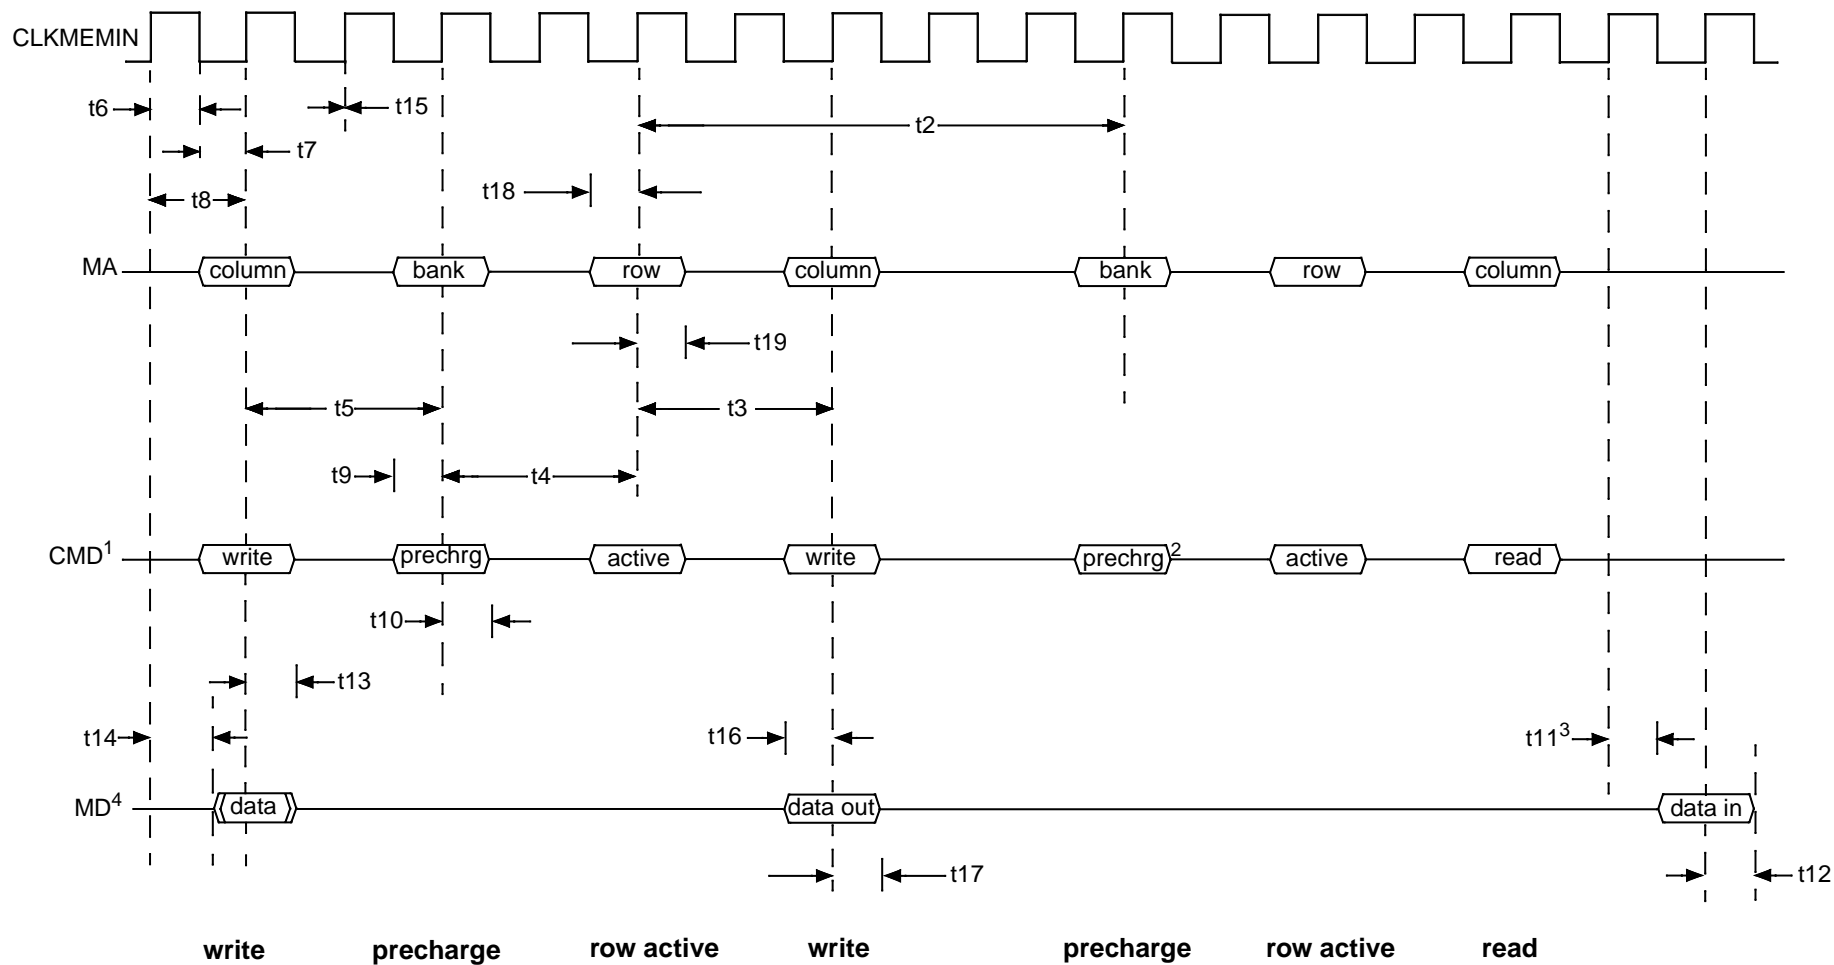 CLKMEMIN
t6
t15
t2
t7
t18
t8
MA
column
bank
row
column
bank
row
column
t19
t5
t3
t9
t4
CMD1
write
prechrg
active
write
prechrg2
active
read
t10
t13
t14
t16
t113
MD4
data
data out
data in
t17
t12
write precharge row active write precharge row active read